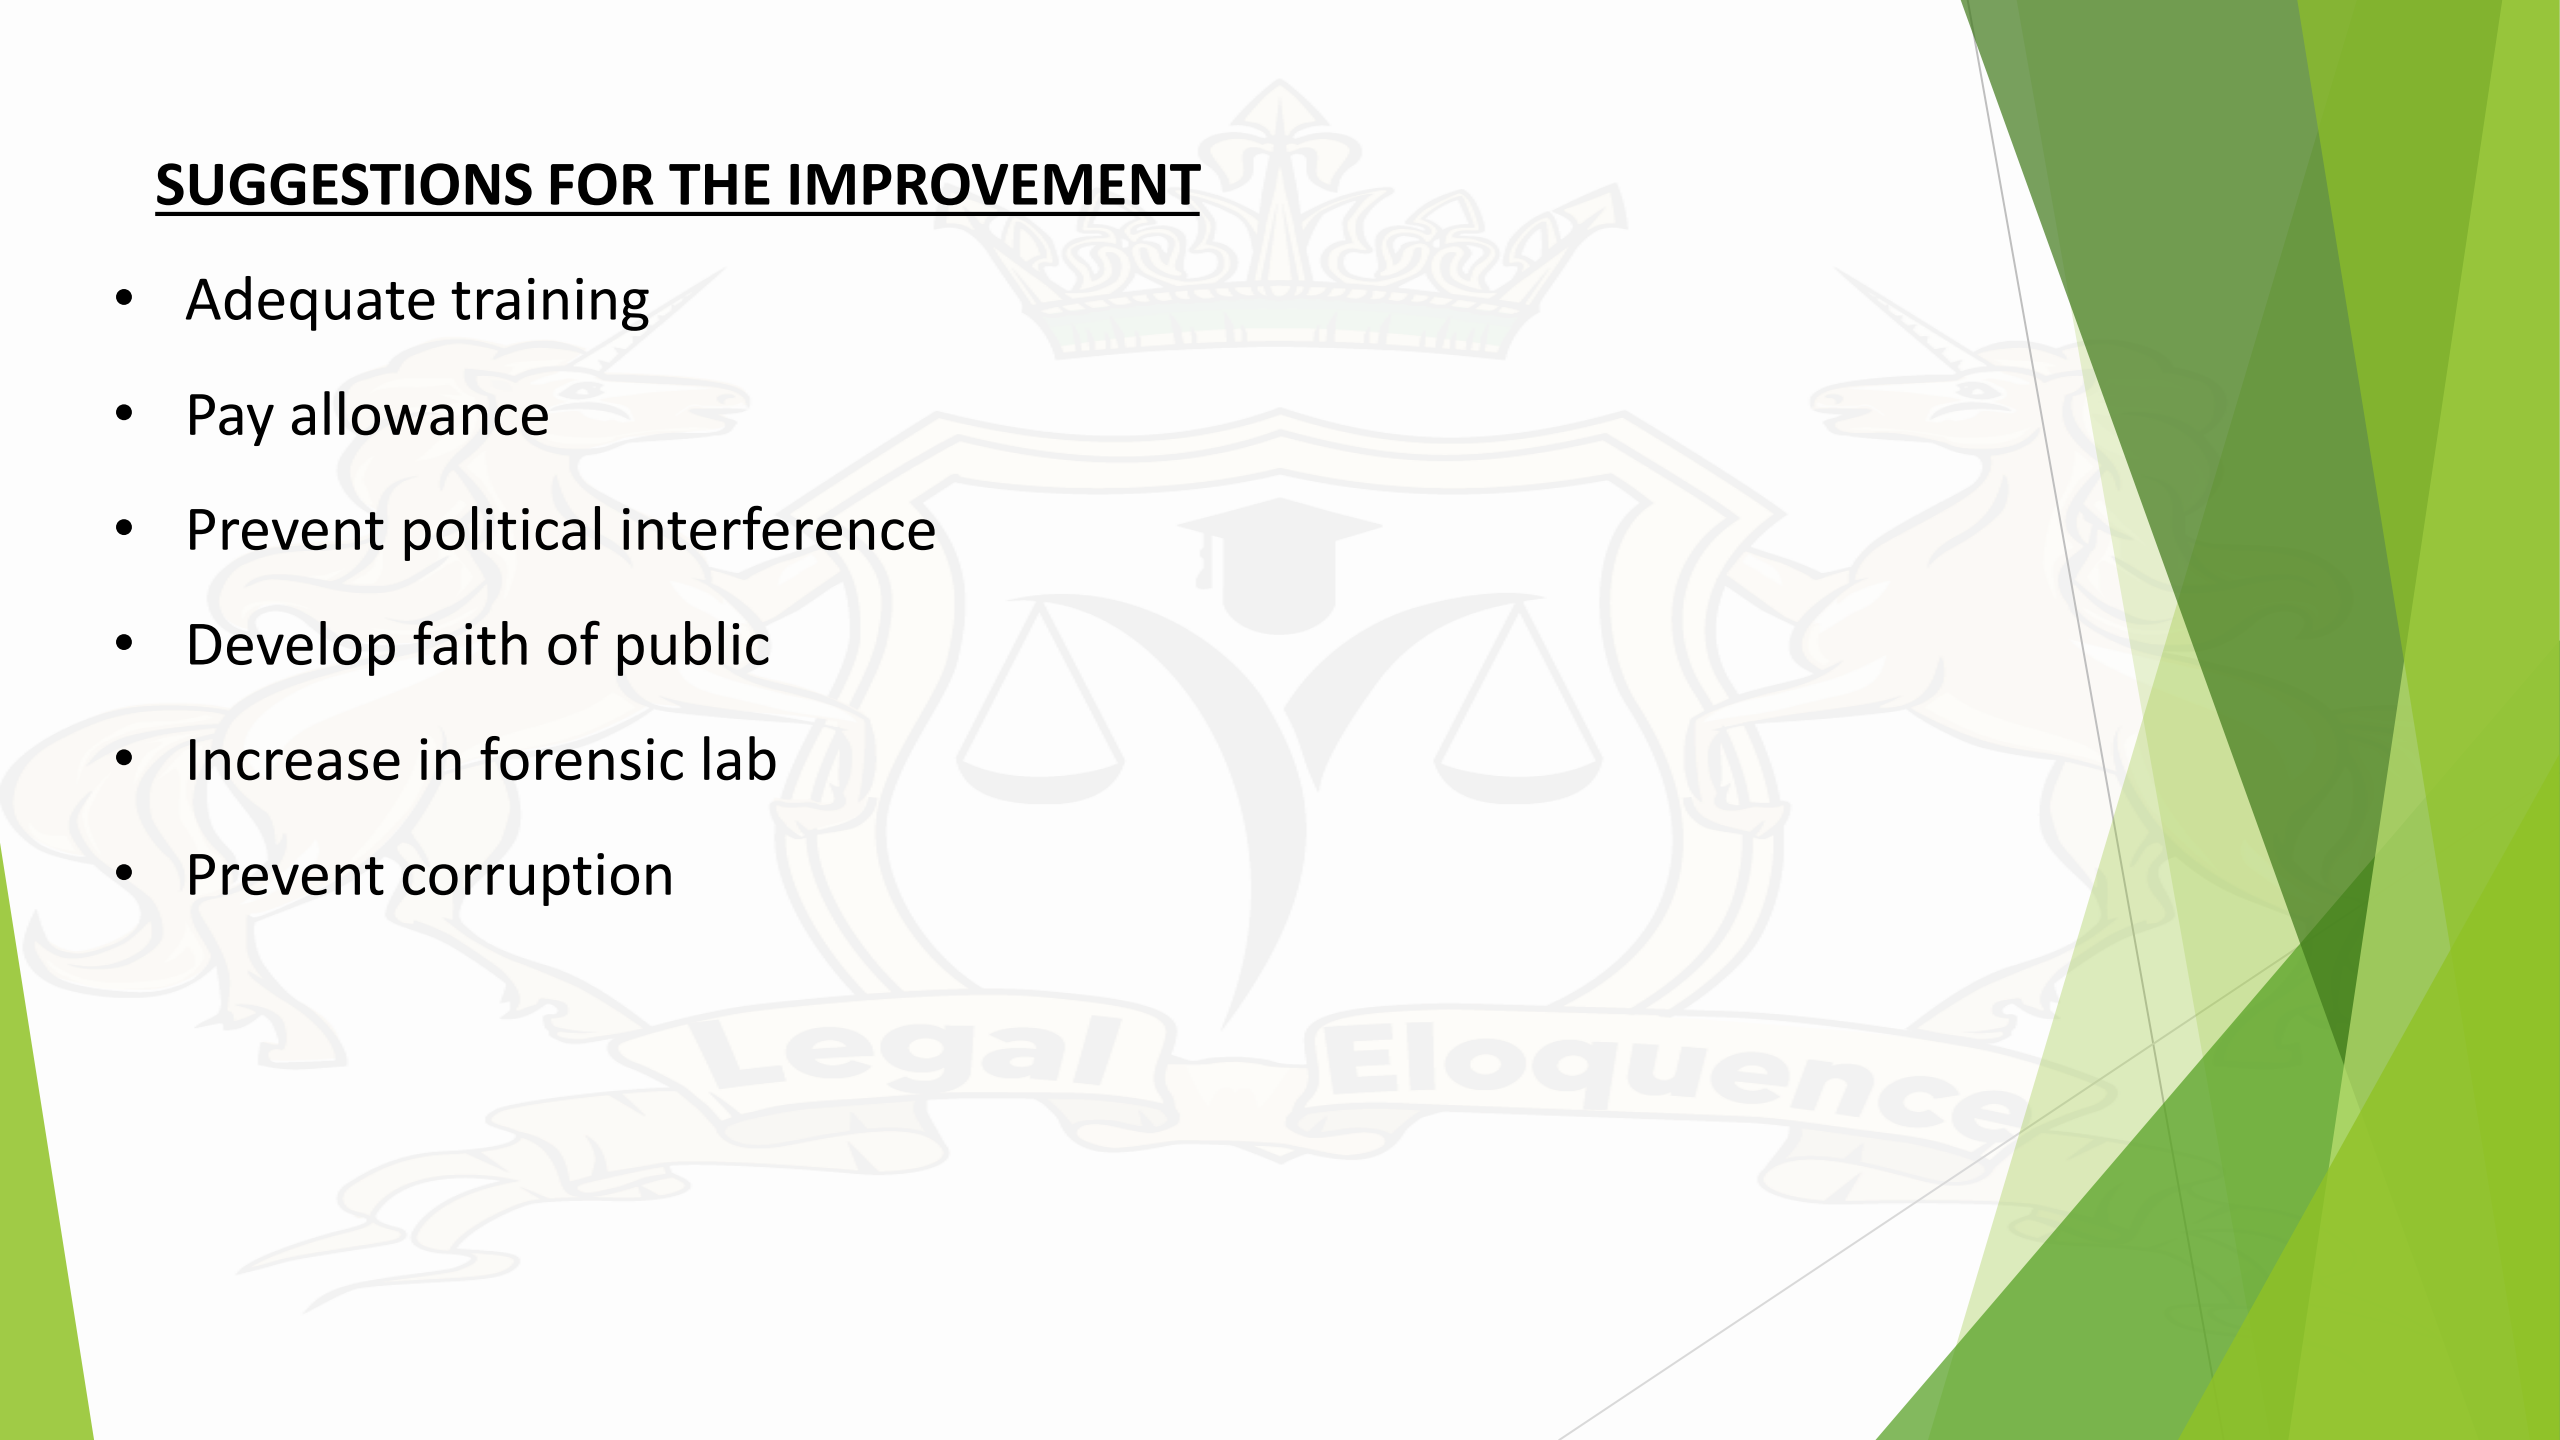 SUGGESTIONS FOR THE IMPROVEMENT
• Adequate training
• Pay allowance
• Prevent political interference
• Develop faith of public
• Increase in forensic lab
• Prevent corruption
Legal Eloquence